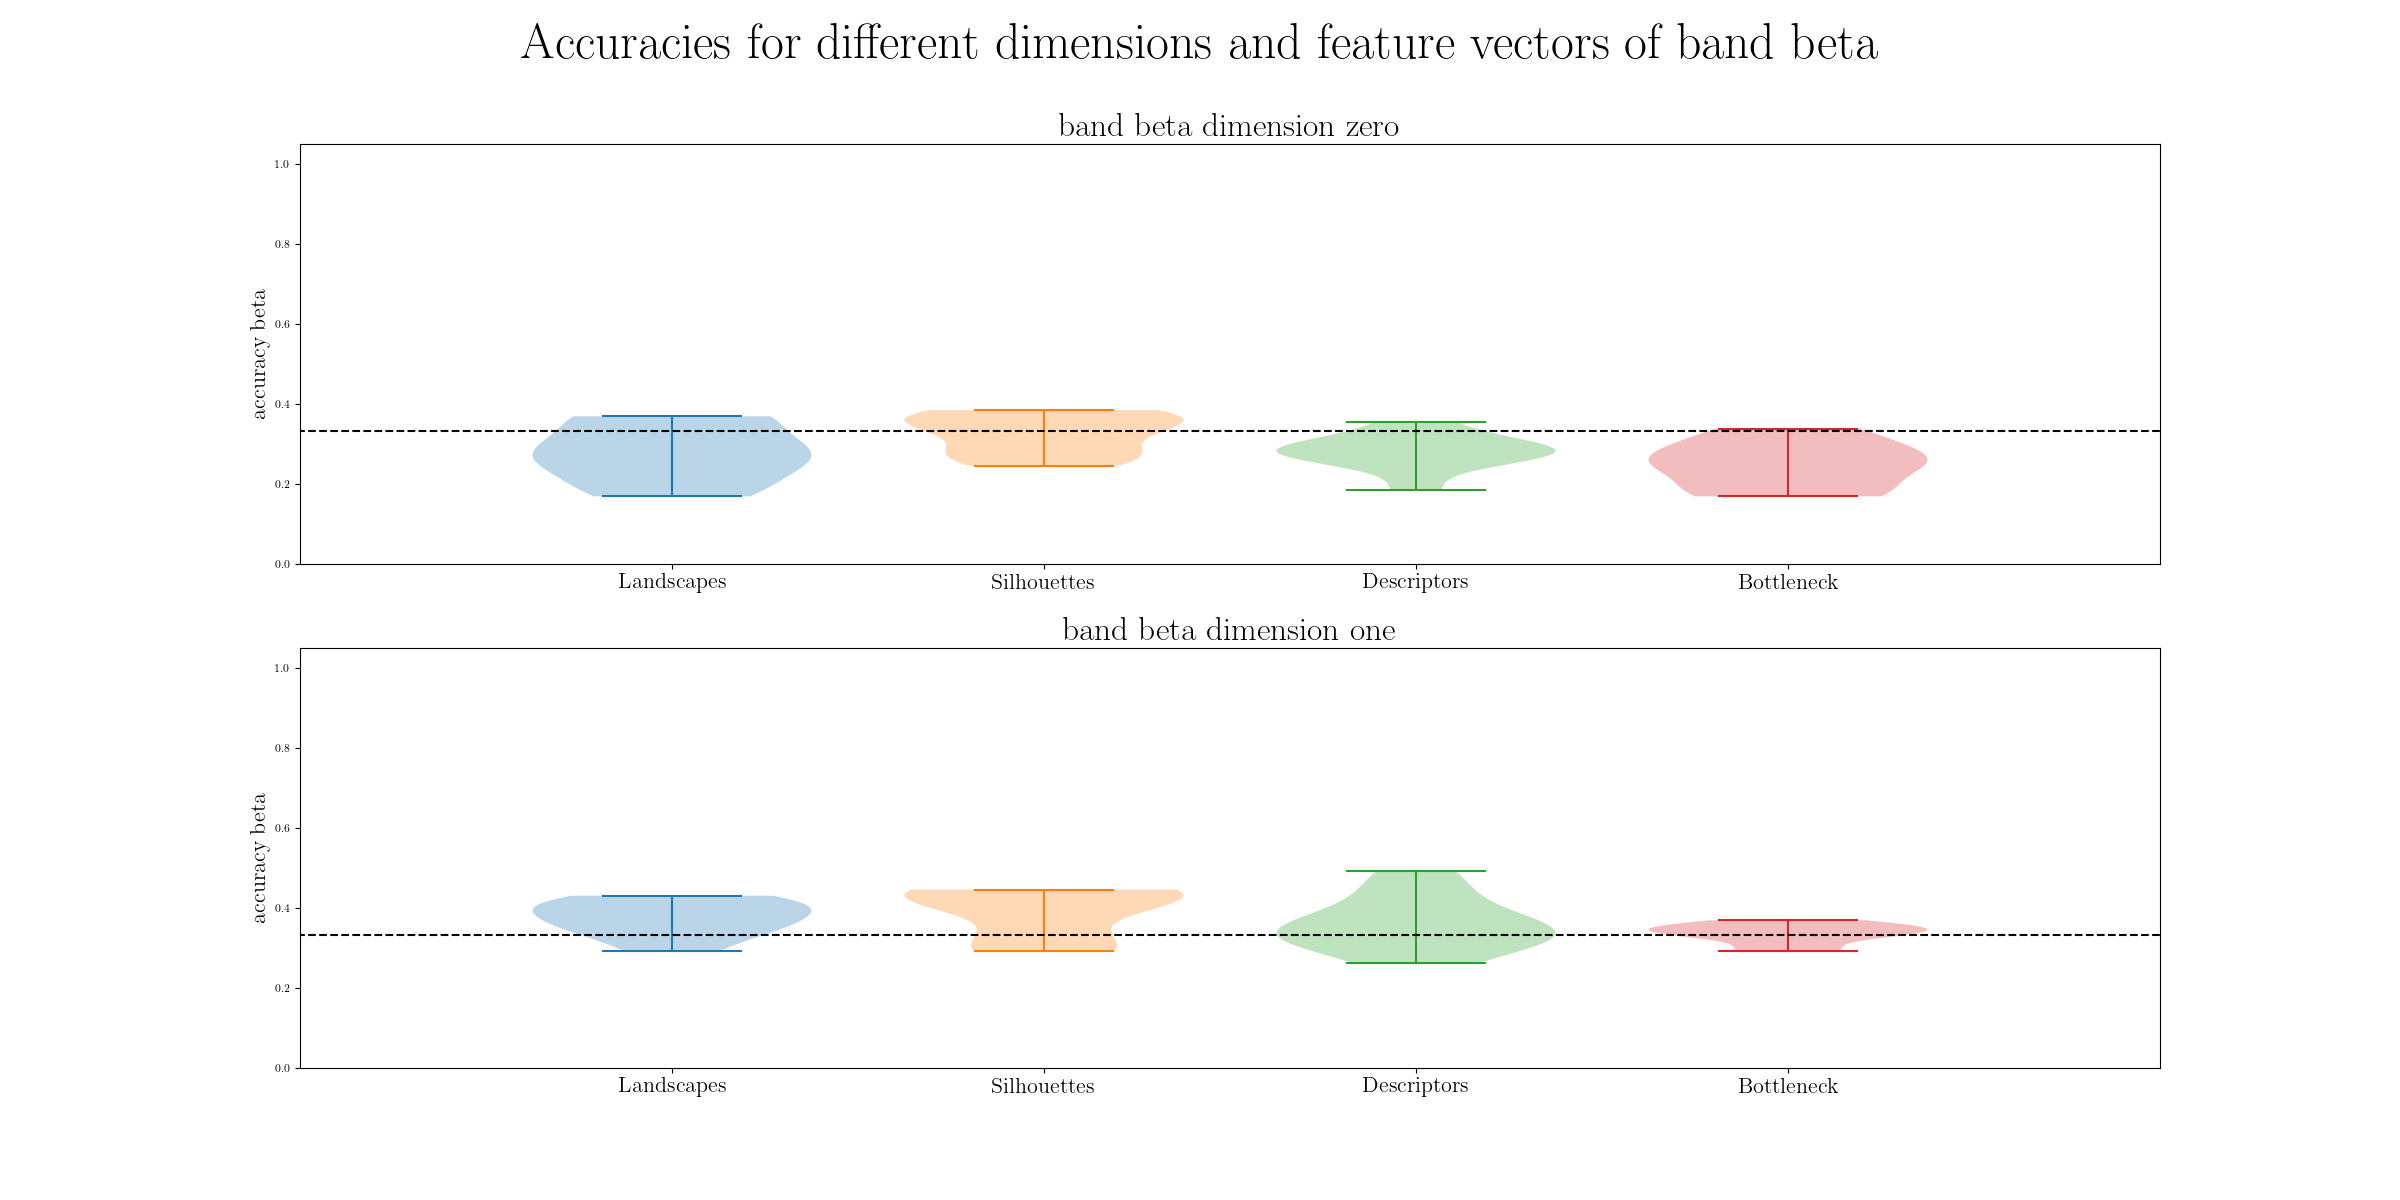 Accuracies for different dimensions and feature vectors of band beta
band beta dimension zero
1.0
0.8
0.6
0.4
0.2
0.0
accuracy beta
Landscapes Silhouettes Descriptors Bottleneck
band beta dimension one
1.0
0.8
0.6
0.4
0.2
0.0
accuracy beta
Landscapes Silhouettes Descriptors Bottleneck